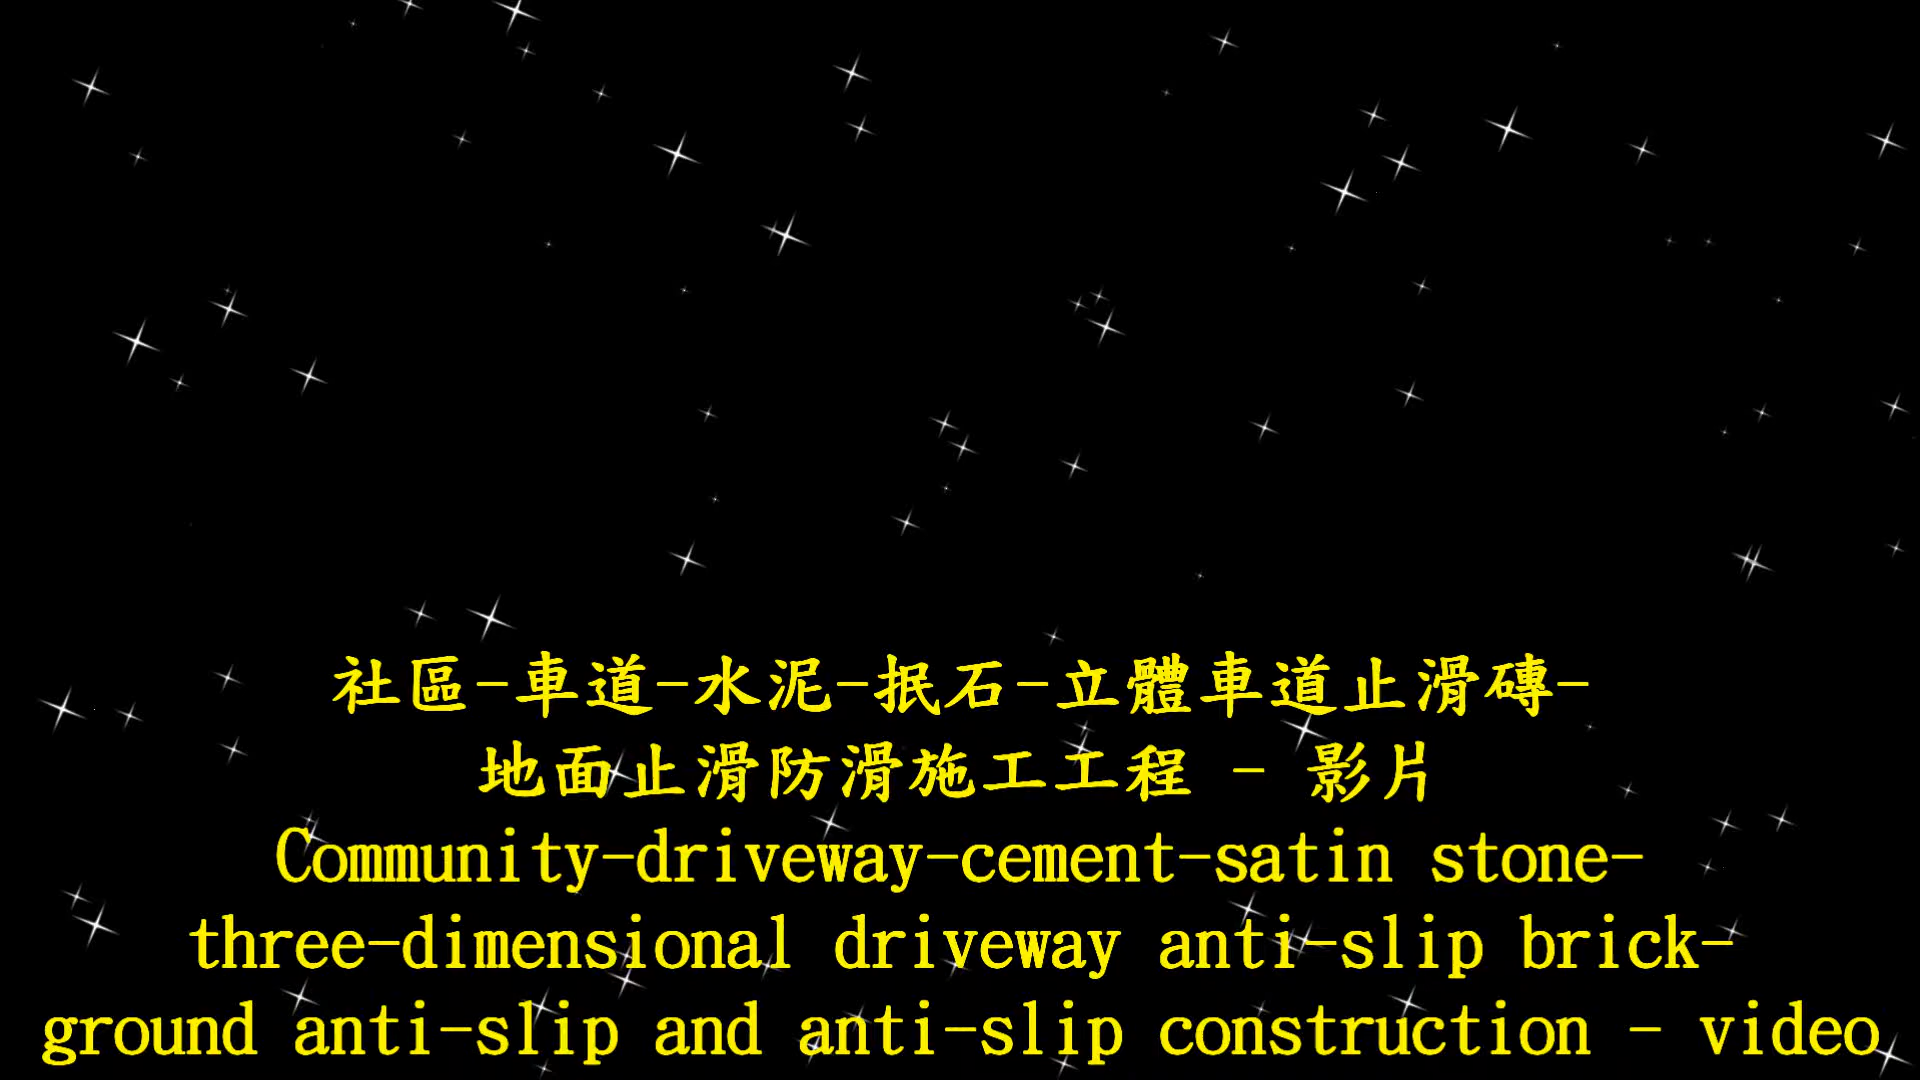 社區-車道-水泥-抿石-立體車道止滑磚-
地面止滑防滑施工工程 - 影片
Community-driveway-cement-satin stone-
three-dimensional driveway anti-slip brick-
ground anti-slip and anti-slip construction - video